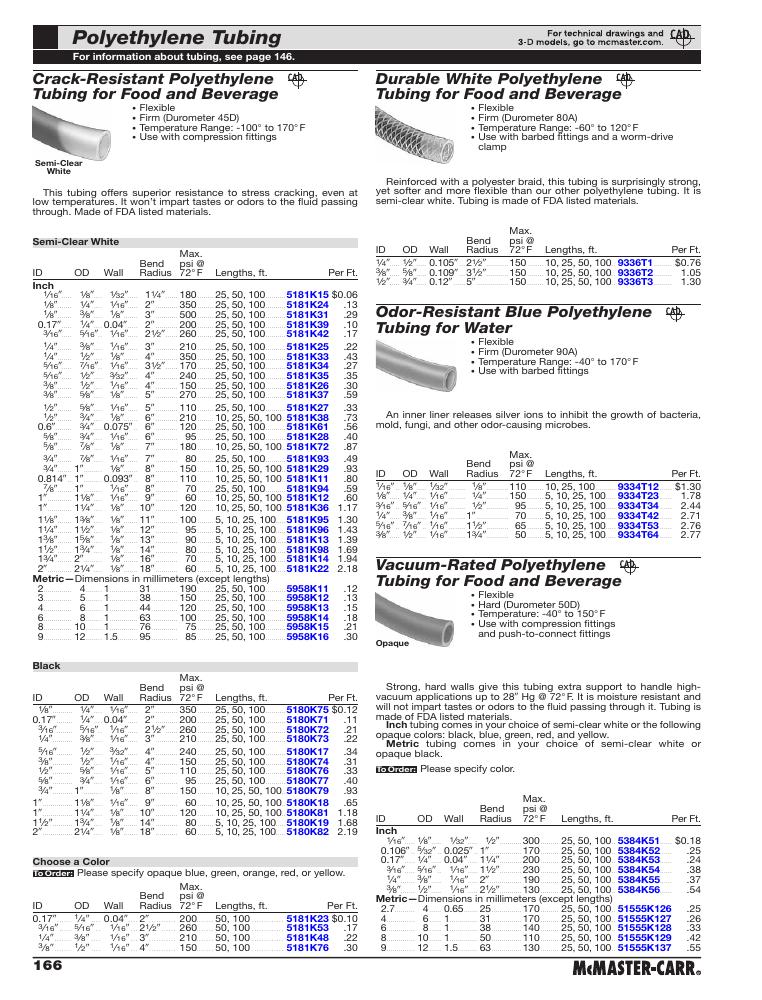 Polyethylene Tubing
For technical drawings and
3-D models, go to mcmaster.com.
CAD
For information about tubing, see page 146.
Crack-Resistant Polyethylene
Tubing for Food and Beverage
CAD
• Flexible
• Firm (Durometer 45D)
• Temperature Range: -100° to 170° F
• Use with compression fittings
Semi-Clear
White
This tubing offers superior resistance to stress cracking, even at
low temperatures. It won't impart tastes or odors to the fluid passing
through. Made of FDA listed materials.
Semi-Clear White
ID OD Wall Bend Radius Max. psi @ 72° F Lengths, ft. Per Ft.
Inch
1/16" 1/8" 1/32" 1 1/4" 180 25, 50, 100 5181K15 $0.06
1/8" 1/4" 1/16" 2" 350 25, 50, 100 5181K24 .13
1/8" 3/8" 1/8" 3" 500 25, 50, 100 5181K31 .29
0.17" 1/4" 0.04" 2" 200 25, 50, 100 5181K39 .10
3/16" 5/16" 1/16" 2 1/2" 260 25, 50, 100 5181K42 .17
1/4" 3/8" 1/16" 3" 210 25, 50, 100 5181K25 .22
1/4" 1/2" 1/8" 4" 350 25, 50, 100 5181K33 .43
5/16" 7/16" 1/16" 3 1/2" 170 25, 50, 100 5181K34 .27
5/16" 1/2" 3/32" 4" 240 25, 50, 100 5181K35 .35
3/8" 1/2" 1/16" 4" 150 25, 50, 100 5181K26 .30
3/8" 5/8" 1/8" 5" 270 25, 50, 100 5181K37 .59
1/2" 5/8" 1/16" 5" 110 25, 50, 100 5181K27 .33
1/2" 3/4" 1/8" 6" 210 10, 25, 50, 100 5181K38 .73
0.6" 3/4" 0.075" 6" 120 25, 50, 100 5181K61 .56
5/8" 3/4" 1/16" 6" 95 25, 50, 100 5181K28 .40
5/8" 7/8" 1/8" 7" 180 10, 25, 50, 100 5181K72 .87
3/4" 7/8" 1/16" 7" 80 25, 50, 100 5181K93 .49
3/4" 1" 1/8" 8" 150 10, 25, 50, 100 5181K29 .93
0.814" 1" 0.093" 8" 110 10, 25, 50, 100 5181K11 .80
7/8" 1" 1/16" 8" 70 25, 50, 100 5181K94 .59
1" 1 1/8" 1/16" 9" 60 10, 25, 50, 100 5181K12 .60
1" 1 1/4" 1/8" 10" 120 10, 25, 50, 100 5181K36 1.17
1 1/8" 1 3/8" 1/8" 11" 100 5, 10, 25, 100 5181K95 1.30
1 1/4" 1 1/2" 1/8" 12" 95 5, 10, 25, 100 5181K96 1.43
1 3/8" 1 5/8" 1/8" 13" 90 5, 10, 25, 100 5181K13 1.39
1 1/2" 1 3/4" 1/8" 14" 80 5, 10, 25, 100 5181K98 1.69
1 3/4" 2" 1/8" 16" 70 5, 10, 25, 100 5181K14 1.94
2" 2 1/4" 1/8" 18" 60 5, 10, 25, 100 5181K22 2.18
Metric—Dimensions in millimeters (except lengths)
2 4 1 31 190 25, 50, 100 5958K11 .12
3 5 1 38 150 25, 50, 100 5958K12 .13
4 6 1 44 120 25, 50, 100 5958K13 .15
6 8 1 63 100 25, 50, 100 5958K14 .18
8 10 1 76 75 25, 50, 100 5958K15 .21
9 12 1.5 95 85 25, 50, 100 5958K16 .30
Black
ID OD Wall Bend Radius Max. psi @ 72° F Lengths, ft. Per Ft.
1/8" 1/4" 1/16" 2" 350 25, 50, 100 5180K75 $0.12
0.17" 1/4" 0.04" 2" 200 25, 50, 100 5180K71 .11
3/16" 5/16" 1/16" 2 1/2" 260 25, 50, 100 5180K72 .21
1/4" 3/8" 1/16" 3" 210 25, 50, 100 5180K73 .22
5/16" 1/2" 3/32" 4" 240 25, 50, 100 5180K17 .34
3/8" 1/2" 1/16" 4" 150 25, 50, 100 5180K74 .31
1/2" 5/8" 1/16" 5" 110 25, 50, 100 5180K76 .33
5/8" 3/4" 1/16" 6" 95 25, 50, 100 5180K77 .40
3/4" 1" 1/8" 8" 150 10, 25, 50, 100 5180K79 .93
1" 1 1/8" 1/16" 9" 60 10, 25, 50, 100 5180K18 .65
1" 1 1/4" 1/8" 10" 120 10, 25, 50, 100 5180K81 1.18
1 1/2" 1 3/4" 1/8" 14" 80 5, 10, 25, 100 5180K19 1.68
2" 2 1/4" 1/8" 18" 60 5, 10, 25, 100 5180K82 2.19
Choose a Color
To Order: Please specify opaque blue, green, orange, red, or yellow.
ID OD Wall Bend Radius Max. psi @ 72° F Lengths, ft. Per Ft.
0.17" 1/4" 0.04" 2" 200 50, 100 5181K23 $0.10
3/16" 5/16" 1/16" 2 1/2" 260 50, 100 5181K53 .17
1/4" 3/8" 1/16" 3" 210 50, 100 5181K48 .22
3/8" 1/2" 1/16" 4" 150 50, 100 5181K76 .30
Durable White Polyethylene
Tubing for Food and Beverage
CAD
• Flexible
• Firm (Durometer 80A)
• Temperature Range: -60° to 120° F
• Use with barbed fittings and a worm-drive
clamp
Reinforced with a polyester braid, this tubing is surprisingly strong,
yet softer and more flexible than our other polyethylene tubing. It is
semi-clear white. Tubing is made of FDA listed materials.
ID OD Wall Bend Radius Max. psi @ 72° F Lengths, ft. Per Ft.
1/4" 1/2" 0.105" 2 1/2" 150 10, 25, 50, 100 9336T1 $0.76
3/8" 5/8" 0.109" 3 1/2" 150 10, 25, 50, 100 9336T2 1.05
1/2" 3/4" 0.12" 5" 150 10, 25, 50, 100 9336T3 1.30
Odor-Resistant Blue Polyethylene
Tubing for Water
CAD
• Flexible
• Firm (Durometer 90A)
• Temperature Range: -40° to 170° F
• Use with barbed fittings
An inner liner releases silver ions to inhibit the growth of bacteria,
mold, fungi, and other odor-causing microbes.
ID OD Wall Bend Radius Max. psi @ 72° F Lengths, ft. Per Ft.
1/16" 1/8" 1/32" 1/8" 110 10, 25, 100 9334T12 $1.30
1/8" 1/4" 1/16" 1/4" 150 5, 10, 25, 100 9334T23 1.78
3/16" 5/16" 1/16" 1/2" 95 5, 10, 25, 100 9334T34 2.44
1/4" 3/8" 1/16" 1" 70 5, 10, 25, 100 9334T42 2.71
5/16" 7/16" 1/16" 1 1/2" 65 5, 10, 25, 100 9334T53 2.76
3/8" 1/2" 1/16" 1 3/4" 50 5, 10, 25, 100 9334T64 2.77
Vacuum-Rated Polyethylene
Tubing for Food and Beverage
CAD
• Flexible
• Hard (Durometer 50D)
• Temperature: -40° to 150° F
• Use with compression fittings
and push-to-connect fittings
Opaque
Strong, hard walls give this tubing extra support to handle high-
vacuum applications up to 28" Hg @ 72° F. It is moisture resistant and
will not impart tastes or odors to the fluid passing through it. Tubing is
made of FDA listed materials.
Inch tubing comes in your choice of semi-clear white or the following
opaque colors: black, blue, green, red, and yellow.
Metric tubing comes in your choice of semi-clear white or
opaque black.
To Order: Please specify color.
ID OD Wall Bend Radius Max. psi @ 72° F Lengths, ft. Per Ft.
Inch
1/16" 1/8" 1/32" 1/2" 300 25, 50, 100 5384K51 $0.18
0.106" 5/32" 0.025" 1" 170 25, 50, 100 5384K52 .25
0.17" 1/4" 0.04" 1 1/4" 200 25, 50, 100 5384K53 .24
3/16" 5/16" 1/16" 1 1/2" 230 25, 50, 100 5384K54 .38
1/4" 3/8" 1/16" 2" 190 25, 50, 100 5384K55 .37
3/8" 1/2" 1/16" 2 1/2" 130 25, 50, 100 5384K56 .54
Metric—Dimensions in millimeters (except lengths)
2.7 4 0.65 25 170 25, 50, 100 51555K126 .25
4 6 1 31 170 25, 50, 100 51555K127 .26
6 8 1 38 140 25, 50, 100 51555K128 .33
8 10 1 50 110 25, 50, 100 51555K129 .42
9 12 1.5 63 130 25, 50, 100 51555K137 .55
166
McMASTER-CARR®